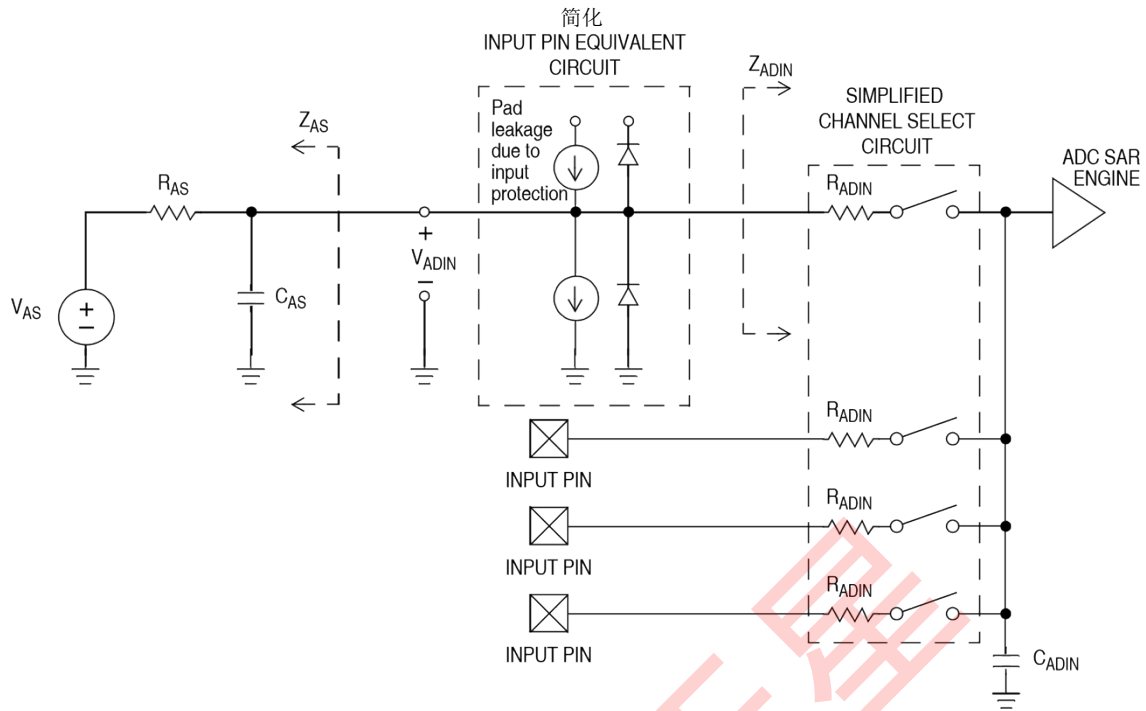 简化
INPUT PIN EQUIVALENT
CIRCUIT
Pad
leakage
due to
input
protection
Z_ADIN
SIMPLIFIED
CHANNEL SELECT
CIRCUIT
ADC SAR
ENGINE
Z_AS
R_AS
R_ADIN
+
V_ADIN
−
V_AS
+
−
C_AS
R_ADIN
INPUT PIN
R_ADIN
INPUT PIN
R_ADIN
INPUT PIN
C_ADIN
星